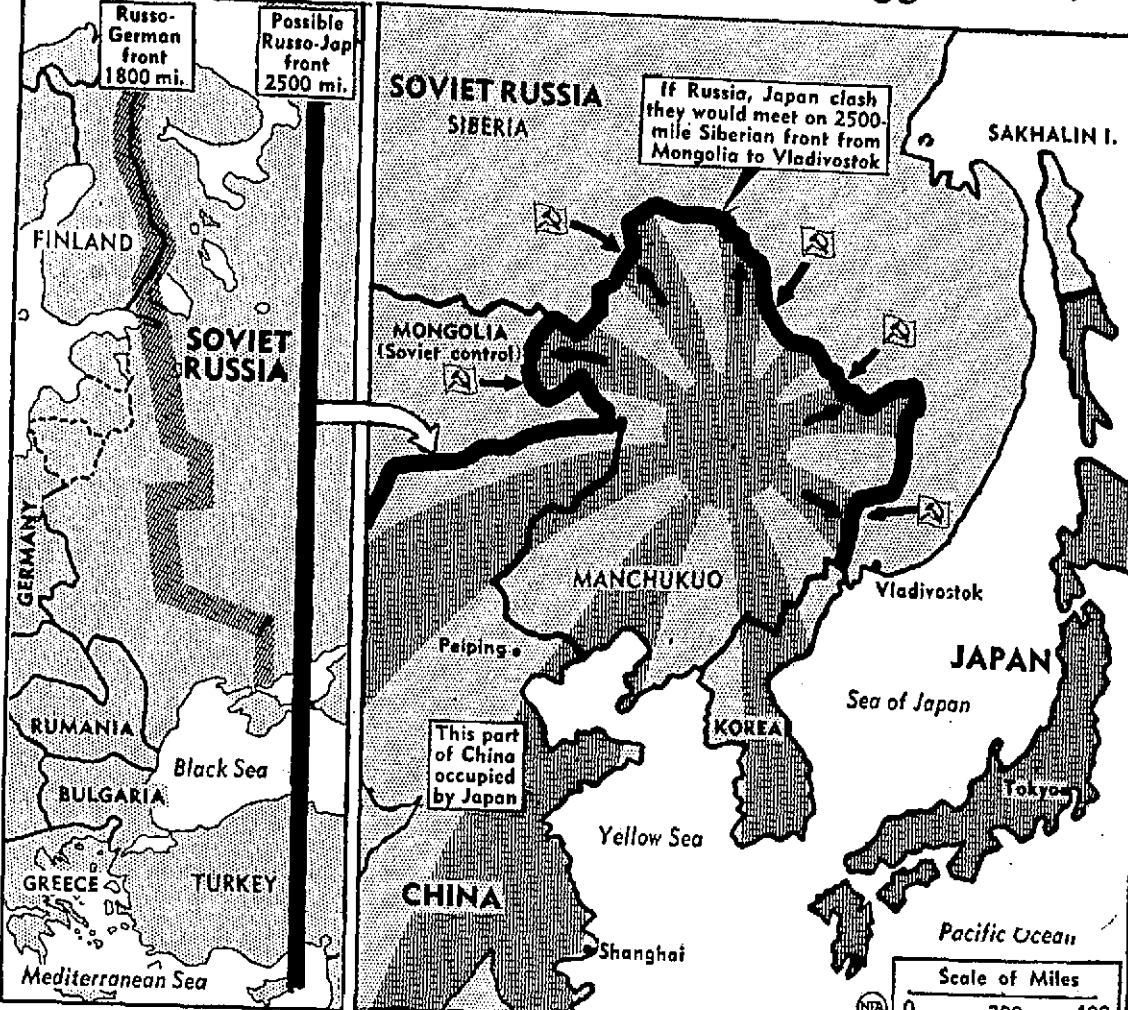 Russo-
German
front
1800 mi.
Possible
Russo-Jap
front
2500 mi.
FINLAND
SOVIET
RUSSIA
GERMANY
RUMANIA
BULGARIA
Black Sea
GREECE
TURKEY
Mediterranean Sea
SOVIET RUSSIA
SIBERIA
If Russia, Japan clash
they would meet on 2500-
mile Siberian front from
Mongolia to Vladivostok
SAKHALIN I.
MONGOLIA
(Soviet control)
MANCHUKUO
Vladivostok
Peiping
JAPAN
Sea of Japan
KOREA
This part
of China
occupied
by Japan
Tokyo
Yellow Sea
CHINA
Shanghai
Pacific Ocean
Scale of Miles
NEA
0